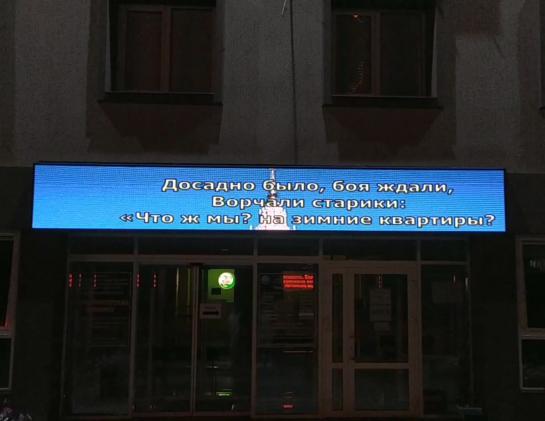 Досадно было, боя ждали,
Ворчали старики:
«Что ж мы? на зимние квартиры?